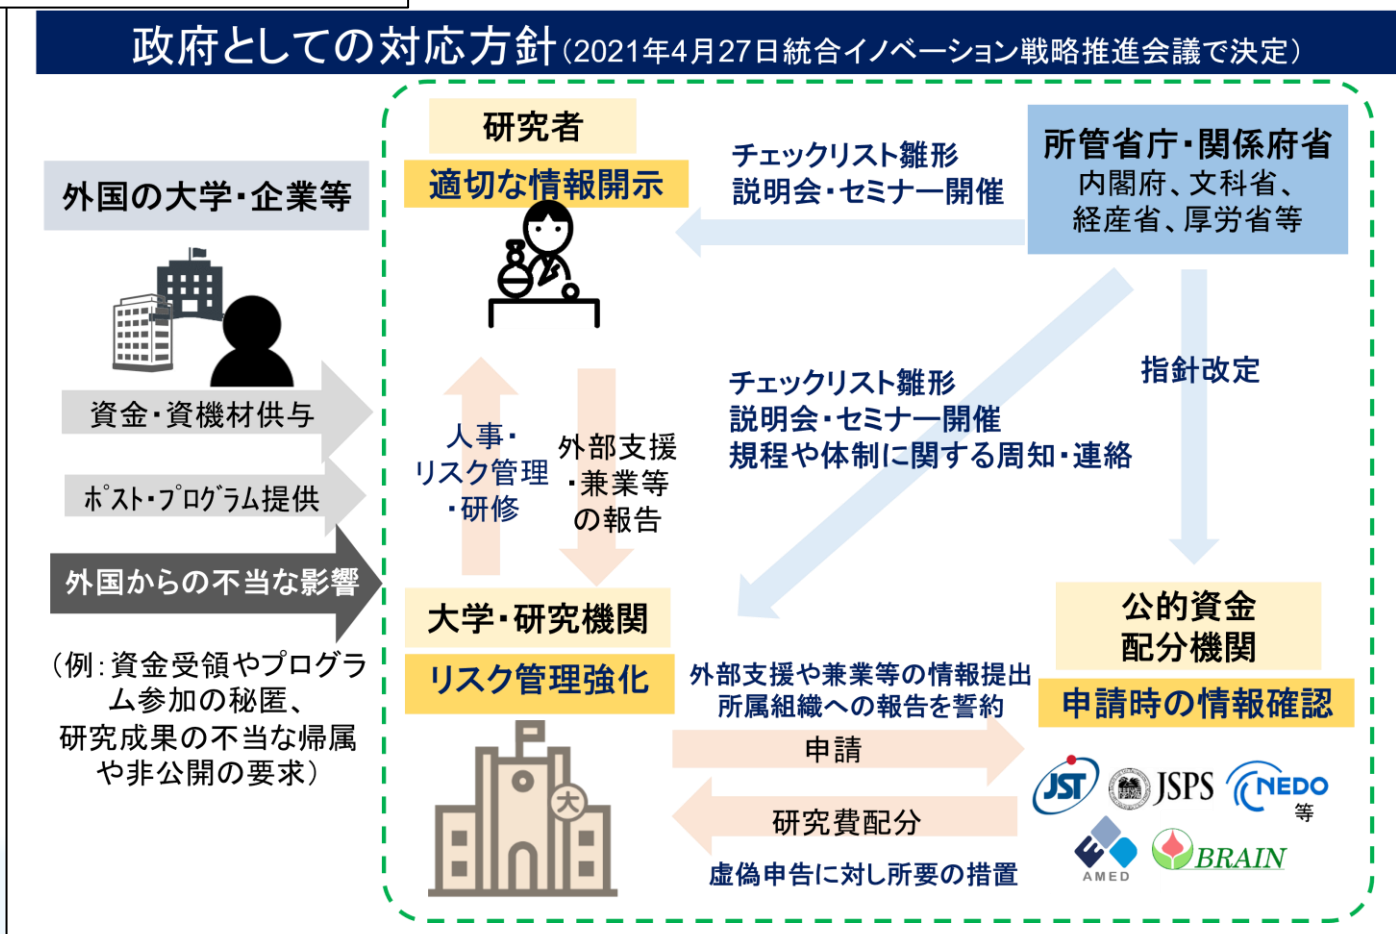 政府としての対応方針(2021年4月27日統合イノベーション戦略推進会議で決定)
外国の大学・企業等
資金・資機材供与
ﾎﾟｽﾄ・ﾌﾟﾛｸﾞﾗﾑ提供
外国からの不当な影響
（例：資金受領やプログラ
ム参加の秘匿、
研究成果の不当な帰属
や非公開の要求）
研究者
適切な情報開示
チェックリスト雛形
説明会・セミナー開催
所管省庁・関係府省
内閣府、文科省、
経産省、厚労省等
人事・
リスク管理
・研修
外部支援
・兼業等
の報告
チェックリスト雛形
説明会・セミナー開催
規程や体制に関する周知・連絡
指針改定
大学・研究機関
リスク管理強化
大
外部支援や兼業等の情報提出
所属組織への報告を誓約
申請
研究費配分
虚偽申告に対し所要の措置
公的資金
配分機関
申請時の情報確認
JST
JSPS
NEDO
等
AMED
BRAIN